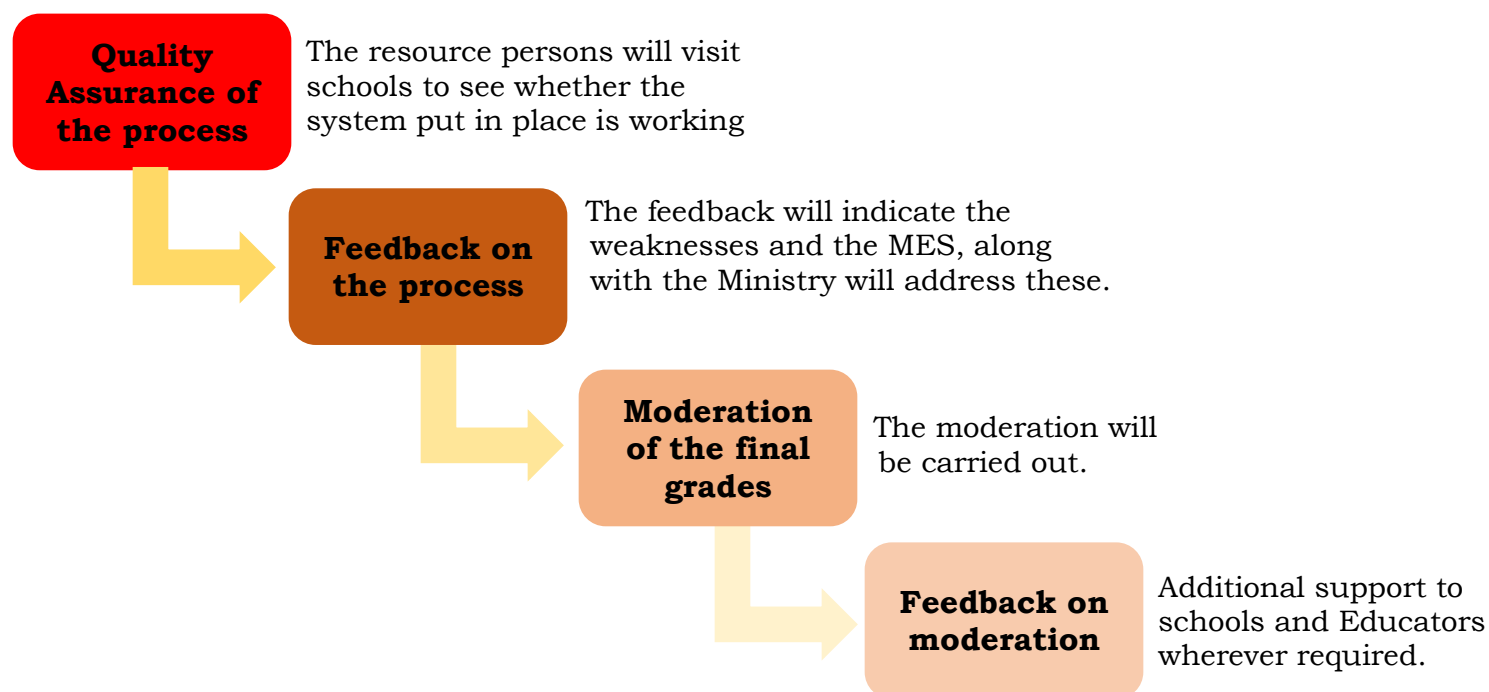 Quality
Assurance of
the process
The resource persons will visit
schools to see whether the
system put in place is working
Feedback on
the process
The feedback will indicate the
weaknesses and the MES, along
with the Ministry will address these.
Moderation
of the final
grades
The moderation will
be carried out.
Feedback on
moderation
Additional support to
schools and Educators
wherever required.